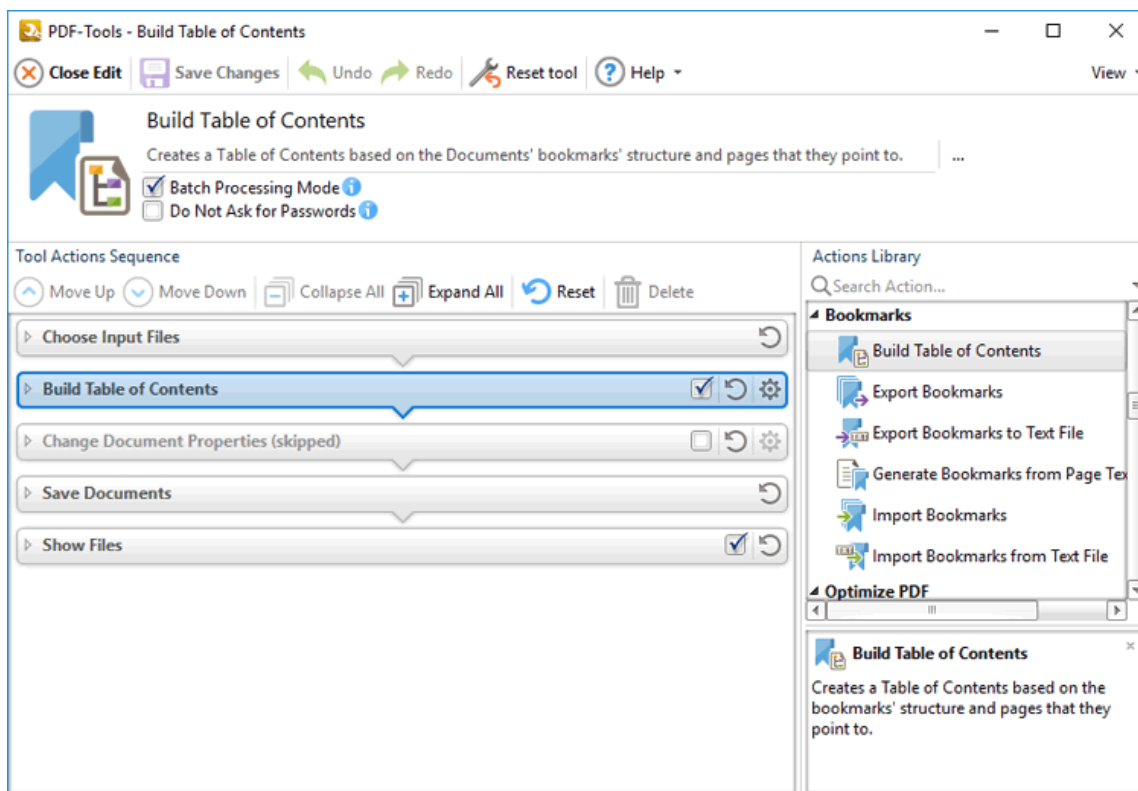 PDF-Tools - Build Table of Contents
Close Edit Save Changes Undo Redo Reset tool Help View
Build Table of Contents
Creates a Table of Contents based on the Documents' bookmarks' structure and pages that they point to. ...
Batch Processing Mode
Do Not Ask for Passwords
Tool Actions Sequence
Move Up Move Down Collapse All Expand All Reset Delete
Choose Input Files
Build Table of Contents
Change Document Properties (skipped)
Save Documents
Show Files
Actions Library
Search Action...
Bookmarks
Build Table of Contents
Export Bookmarks
Export Bookmarks to Text File
Generate Bookmarks from Page Tex
Import Bookmarks
Import Bookmarks from Text File
Optimize PDF
Build Table of Contents
Creates a Table of Contents based on the
bookmarks' structure and pages that they
point to.